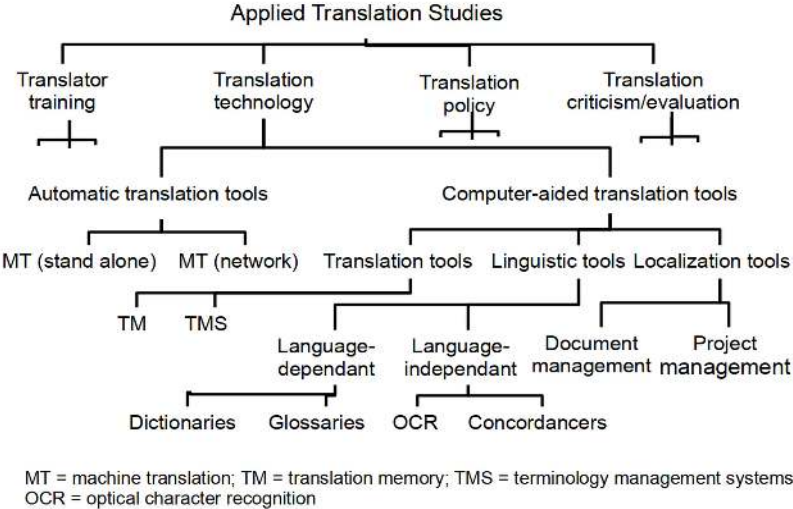 Applied Translation Studies
Translator training
Translation technology
Translation policy
Translation criticism/evaluation
Automatic translation tools
Computer-aided translation tools
MT (stand alone)
MT (network)
Translation tools
Linguistic tools
Localization tools
TM
TMS
Language-dependant
Language-independant
Document management
Project management
Dictionaries
Glossaries
OCR
Concordancers
MT = machine translation; TM = translation memory; TMS = terminology management systems
OCR = optical character recognition